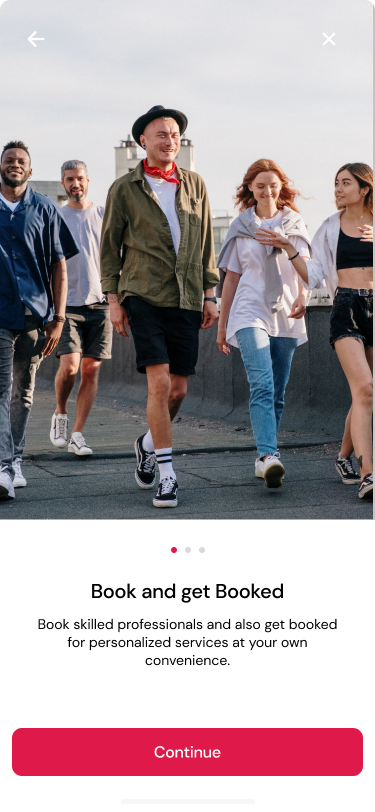 Book and get Booked
Book skilled professionals and also get booked
for personalized services at your own
convenience.
Continue